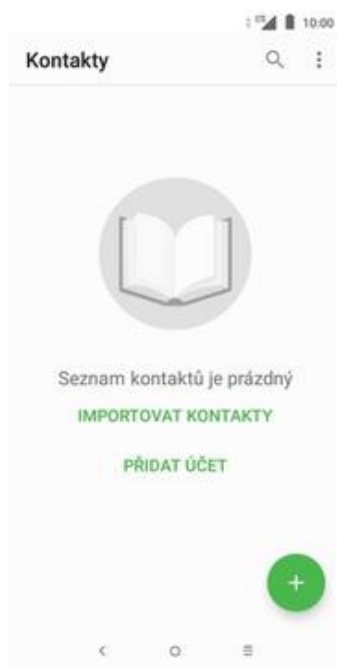 10:00
Kontakty
Seznam kontaktů je prázdný
IMPORTOVAT KONTAKTY
PŘIDAT ÚČET